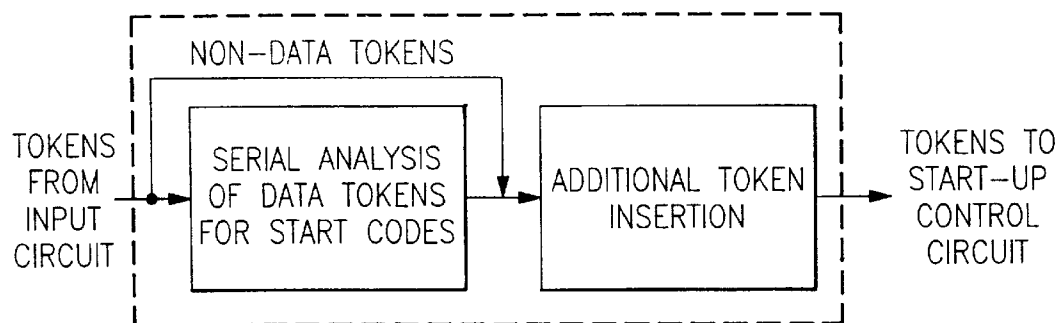 NON-DATA TOKENS
TOKENS
FROM
INPUT
CIRCUIT
SERIAL ANALYSIS
OF DATA TOKENS
FOR START CODES
ADDITIONAL TOKEN
INSERTION
TOKENS TO
START-UP
CONTROL
CIRCUIT